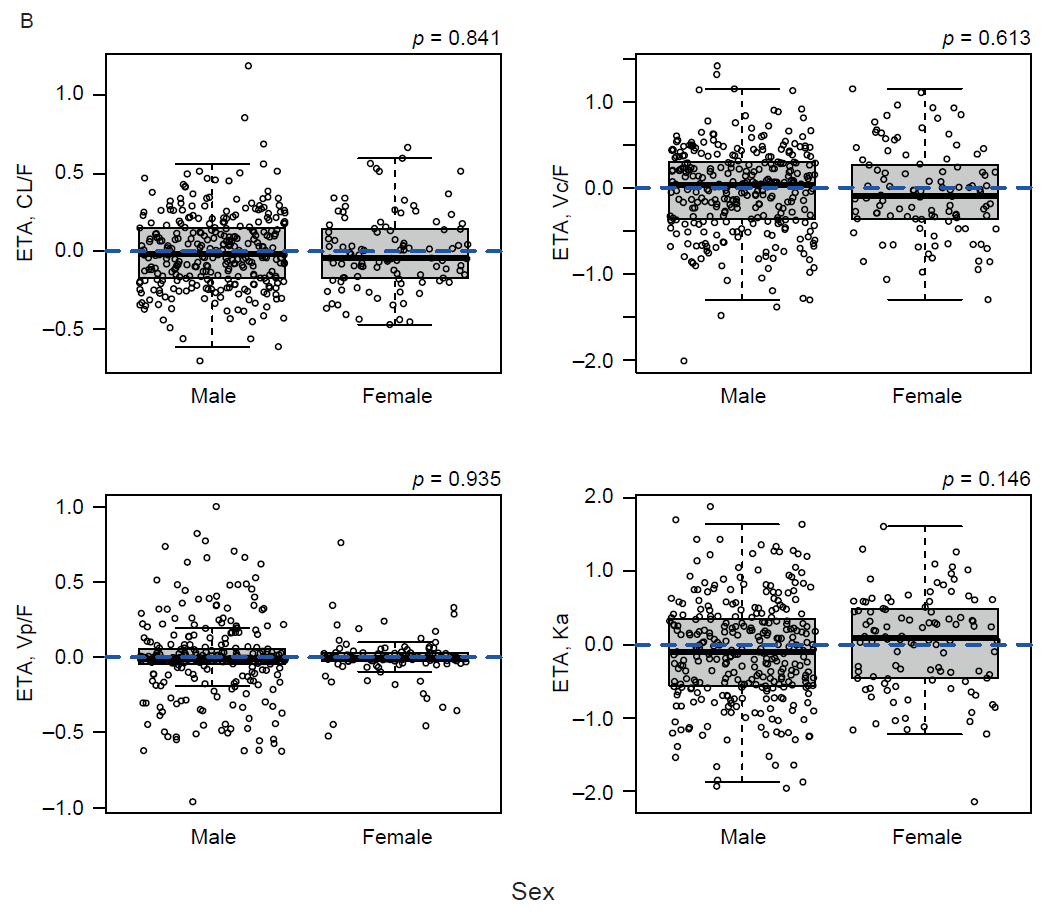 B
p = 0.841
ETA, CL/F
1.0
0.5
0.0
–0.5
Male Female
p = 0.613
ETA, Vc/F
1.0
0.0
–1.0
–2.0
Male Female
p = 0.935
ETA, Vp/F
1.0
0.5
0.0
–0.5
–1.0
Male Female
p = 0.146
ETA, Ka
2.0
1.0
0.0
–1.0
–2.0
Male Female
Sex